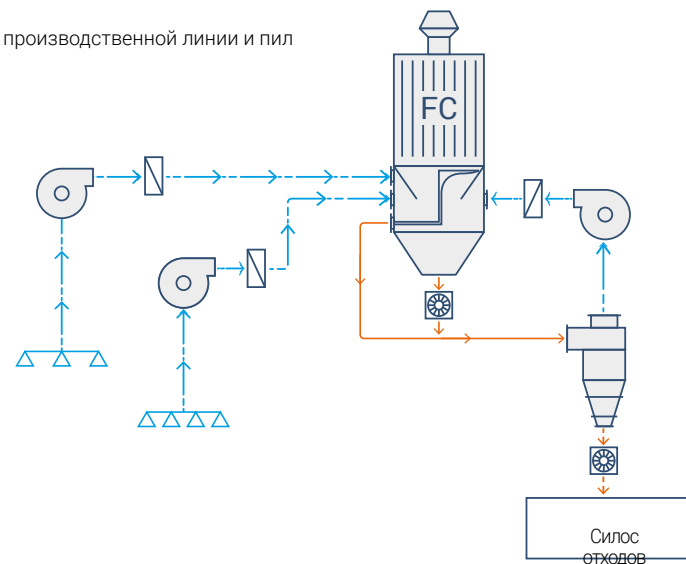 производственной линии и пил
FC
Силос
отходов